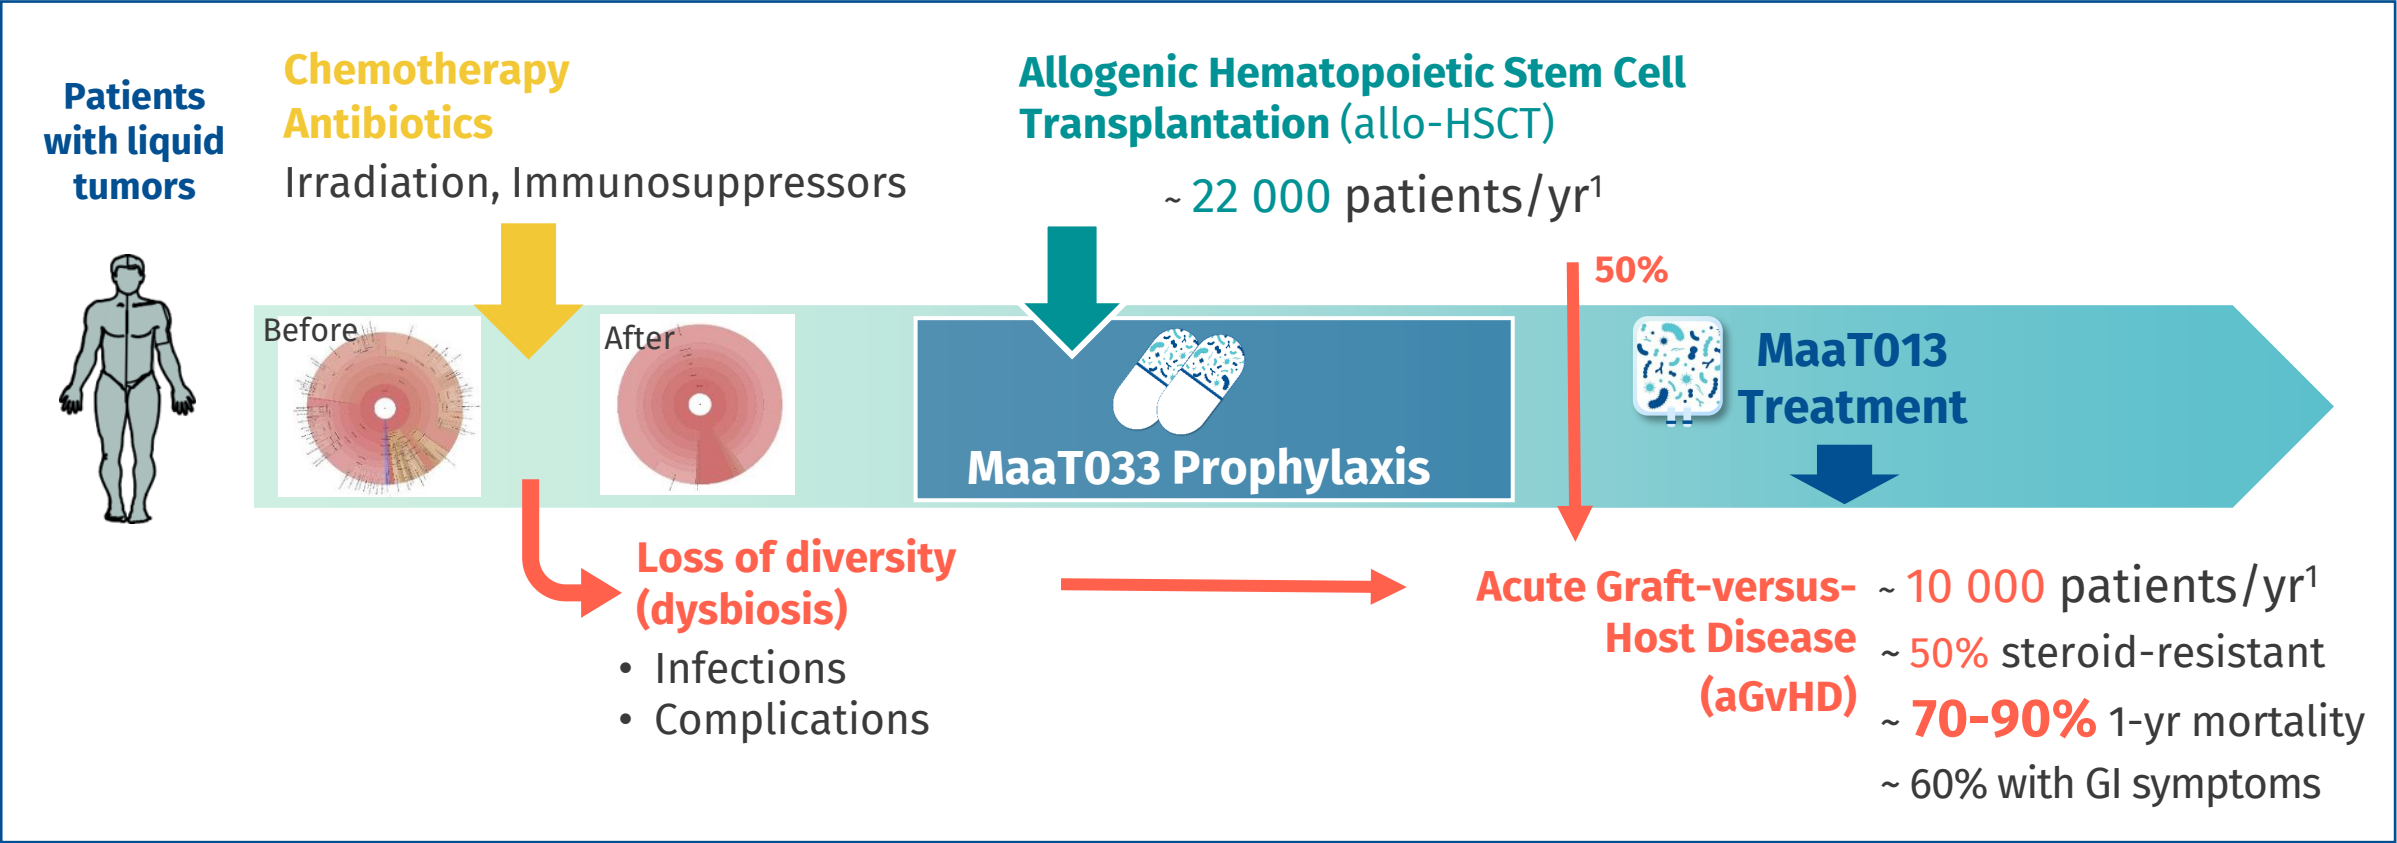 Patients
with liquid
tumors
Chemotherapy
Antibiotics
Irradiation, Immunosuppressors
Allogenic Hematopoietic Stem Cell
Transplantation (allo-HSCT)
~ 22 000 patients/yr¹
50%
Before
After
MaaT033 Prophylaxis
MaaT013
Treatment
Loss of diversity
(dysbiosis)
• Infections
• Complications
Acute Graft-versus-
Host Disease
(aGvHD)
~ 10 000 patients/yr¹
~ 50% steroid-resistant
~ 70-90% 1-yr mortality
~ 60% with GI symptoms